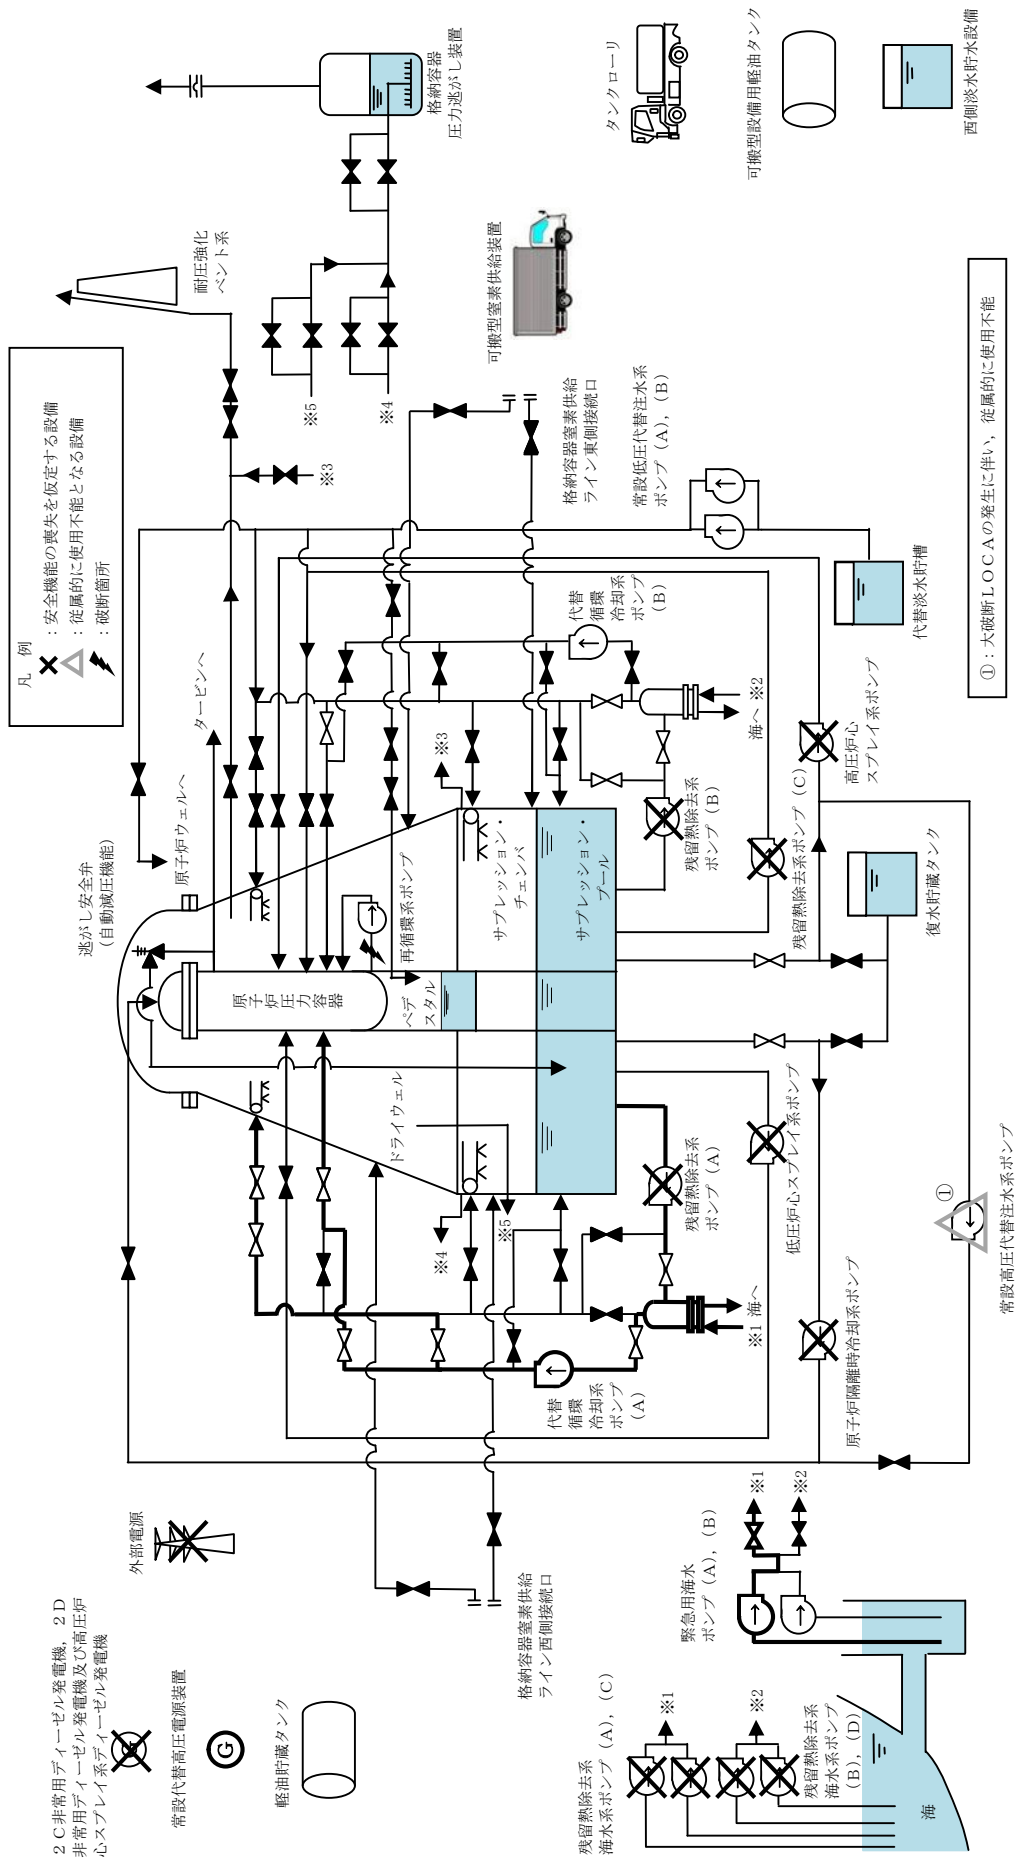 2C非常用ディーゼル発電機，2D
非常用ディーゼル発電機及び高圧炉
心スプレイ系ディーゼル発電機
G
常設代替高圧電源装置
G
軽油貯蔵タンク
外部電源
残留熱除去系
海水系ポンプ（A），（C）
※1
※2
残留熱除去系
海水系ポンプ
（B），（D）
海
緊急用海水
ポンプ（A），（B）
※1
※2
格納容器窒素供給
ライン西側接続口
代替
循環
冷却系
ポンプ
（A）
※1 海へ
残留熱除去系
ポンプ（A）
低圧炉心スプレイ系ポンプ
原子炉隔離時冷却系ポンプ
①
常設高圧代替注水系ポンプ
※4
※5
ドライウェル
原子炉圧力容器
ペデ
スタル
再循環系ポンプ
サプレッション・
チェンバ
サプレッション・
プール
逃がし安全弁
（自動減圧機能）
原子炉ウェルへ
タービンへ
※3
残留熱除去系
ポンプ（B）
残留熱除去系ポンプ（C）
海へ ※2
高圧炉心
スプレイ系ポンプ
復水貯蔵タンク
代替
循環
冷却系
ポンプ
（B）
代替淡水貯槽
常設低圧代替注水系
ポンプ（A），（B）
格納容器窒素供給
ライン東側接続口
※3
※5
※4
凡　例
：安全機能の喪失を仮定する設備
：従属的に使用不能となる設備
：破断箇所
耐圧強化
ベント系
格納容器
圧力逃がし装置
可搬型窒素供給装置
タンクローリ
可搬型設備用軽油タンク
西側淡水貯水設備
①：大破断LOCAの発生に伴い，従属的に使用不能